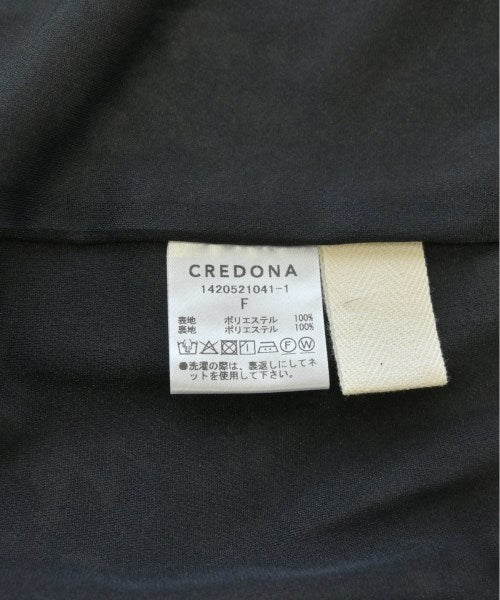 CREDONA
1420521041-1
F
表地 ポリエステル 100%
裏地 ポリエステル 100%
Ⓕ Ⓦ
●洗濯の際は、裏返しにしてネ
ットを使用して下さい。